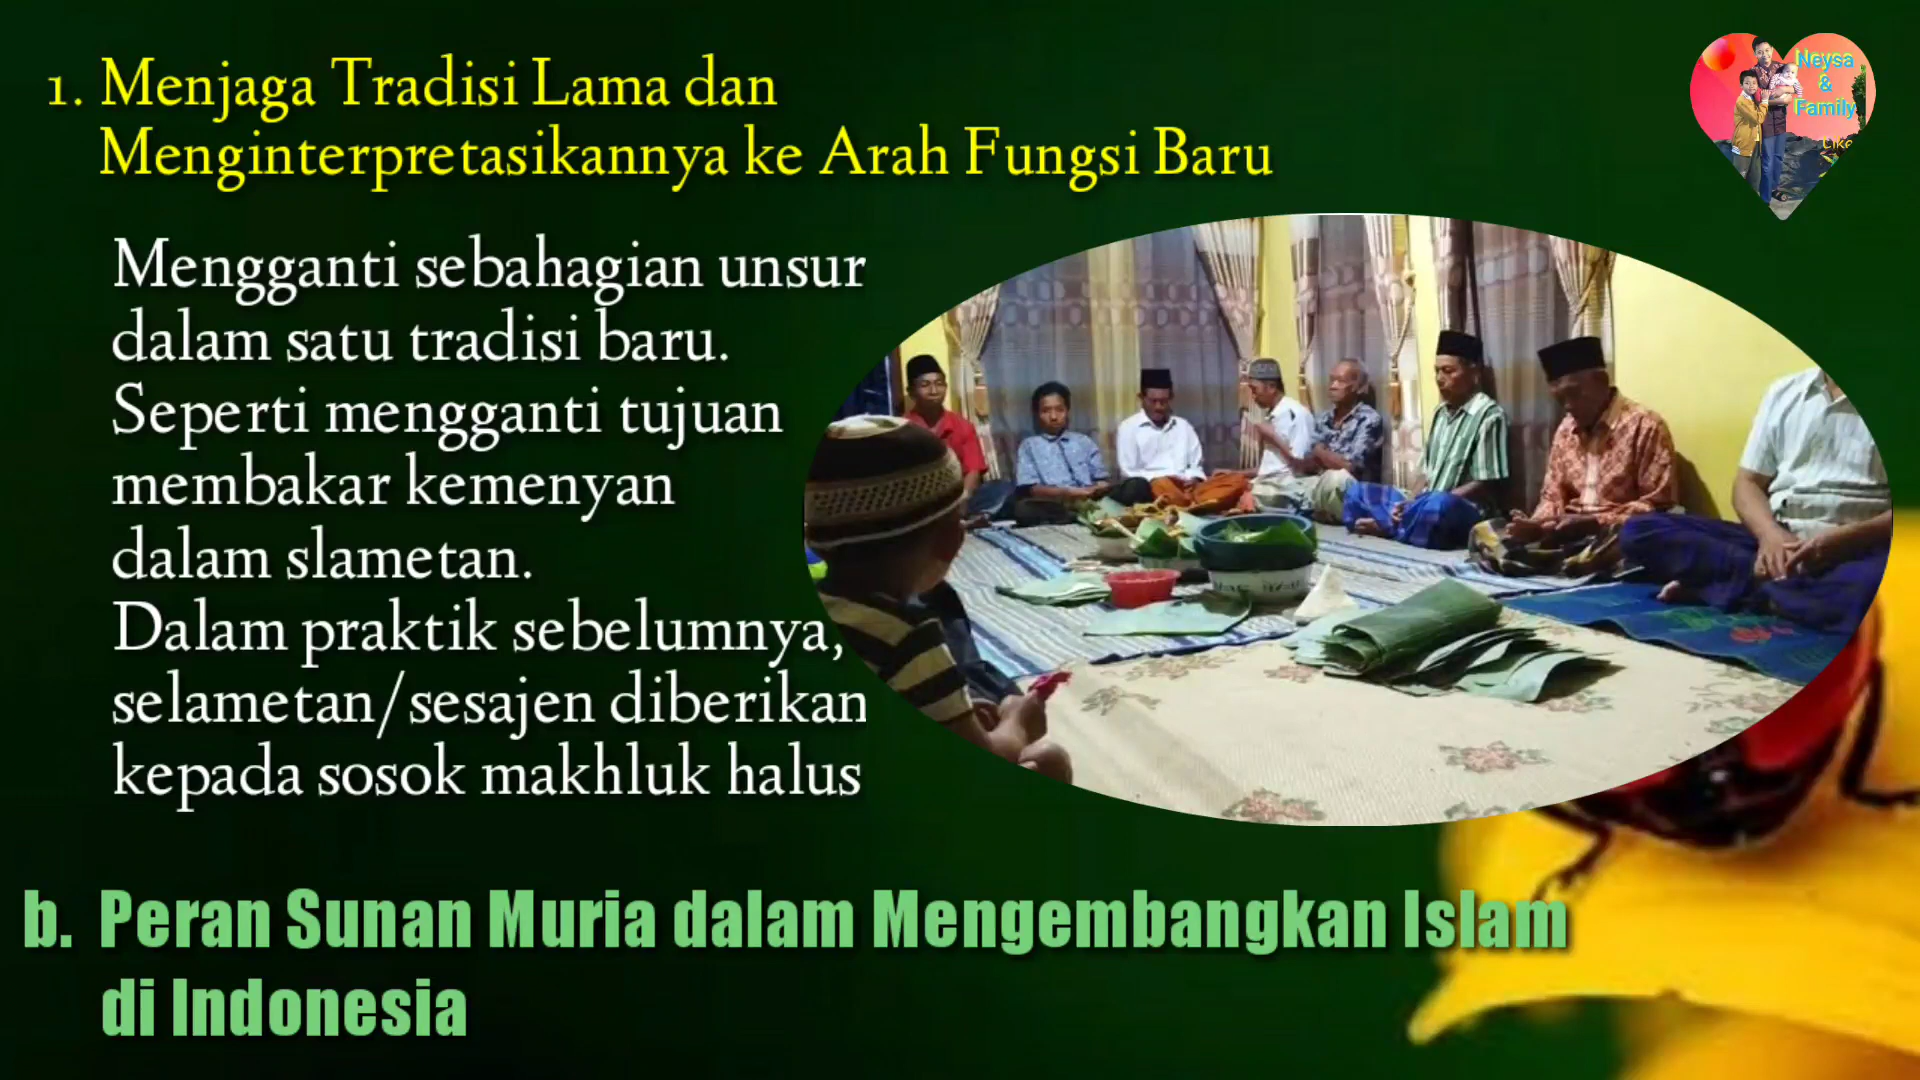 1. Menjaga Tradisi Lama dan
Menginterpretasikannya ke Arah Fungsi Baru
Neysa
&
Family
Like
Mengganti sebahagian unsur
dalam satu tradisi baru.
Seperti mengganti tujuan
membakar kemenyan
dalam slametan.
Dalam praktik sebelumnya,
selametan/sesajen diberikan
kepada sosok makhluk halus
b. Peran Sunan Muria dalam Mengembangkan Islam
di Indonesia